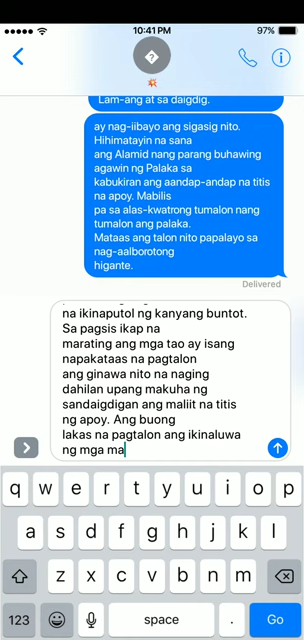 10:41 PM
97%
Lam-ang at sa daigdig.
ay nag-iibayo ang sigasig nito.
Hihimatayin na sana
ang Alamid nang parang buhawing
agawin ng Palaka sa
kabukiran ang aandap-andap na titis
na apoy. Mabilis
pa sa alas-kwatrong tumalon nang
tumalon ang palaka.
Mataas ang talon nito papalayo sa
nag-aalborotong
higante.
Delivered
na ikinaputol ng kanyang buntot.
Sa pagsis ikap na
marating ang mga tao ay isang
napakataas na pagtalon
ang ginawa nito na naging
dahilan upang makuha ng
sandaigdigan ang maliit na titis
ng apoy. Ang buong
lakas na pagtalon ang ikinaluwa
ng mga ma
q w e r t y u i o p
a s d f g h j k l
z x c v b n m
123 space . Go